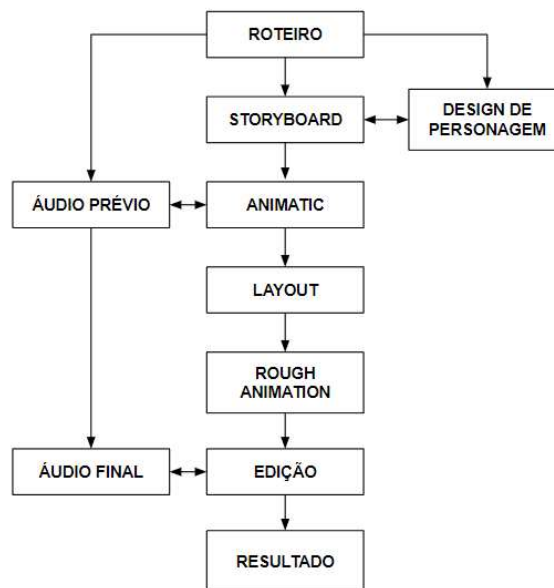 ROTEIRO
STORYBOARD
DESIGN DE
PERSONAGEM
ÁUDIO PRÉVIO
ANIMATIC
LAYOUT
ROUGH
ANIMATION
ÁUDIO FINAL
EDIÇÃO
RESULTADO